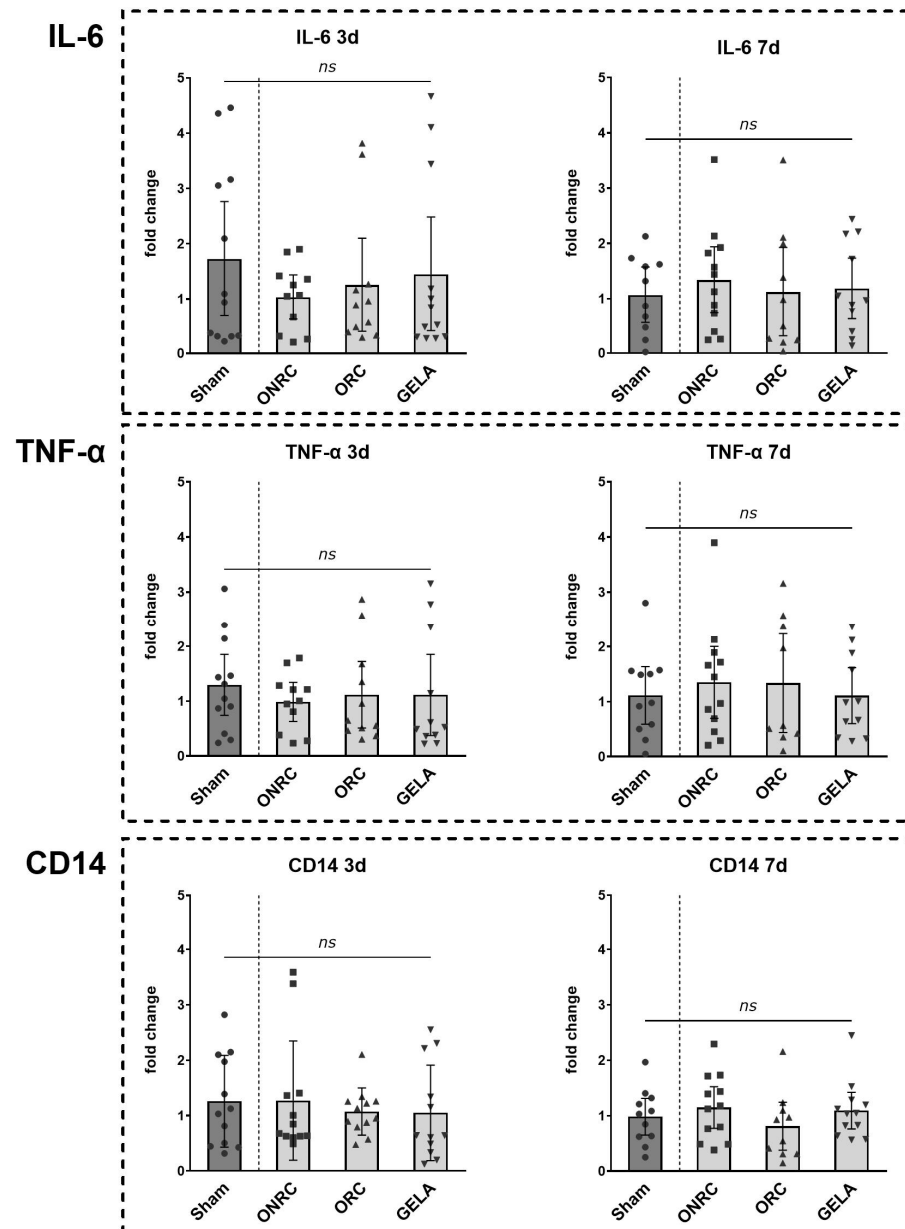 IL-6
IL-6 3d
ns
5
4
3
2
1
0
fold change
Sham
ONRC
ORC
GELA
IL-6 7d
ns
5
4
3
2
1
0
fold change
Sham
ONRC
ORC
GELA
TNF-α
TNF-α 3d
ns
5
4
3
2
1
0
fold change
Sham
ONRC
ORC
GELA
TNF-α 7d
ns
5
4
3
2
1
0
fold change
Sham
ONRC
ORC
GELA
CD14
CD14 3d
ns
5
4
3
2
1
0
fold change
Sham
ONRC
ORC
GELA
CD14 7d
ns
5
4
3
2
1
0
fold change
Sham
ONRC
ORC
GELA